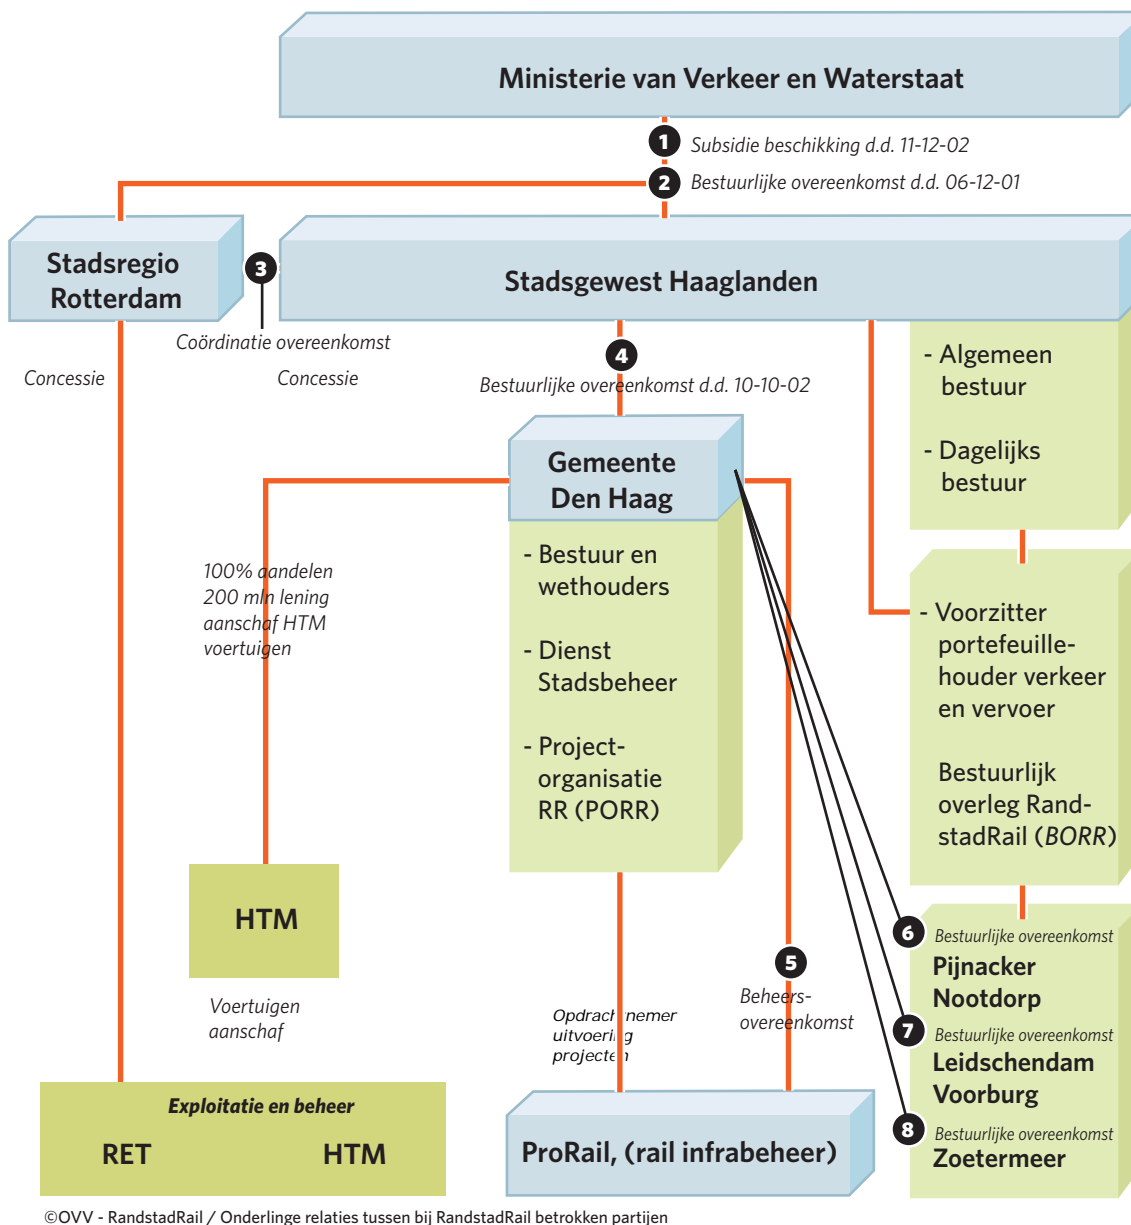 Ministerie van Verkeer en Waterstaat
1 Subsidie beschikking d.d. 11-12-02
2 Bestuurlijke overeenkomst d.d. 06-12-01
Stadsregio
Rotterdam
3
Stadsgewest Haaglanden
Coördinatie overeenkomst
Concessie
Concessie
4
Bestuurlijke overeenkomst d.d. 10-10-02
- Algemeen
bestuur
- Dagelijks
bestuur
Gemeente
Den Haag
- Bestuur en
wethouders
- Dienst
Stadsbeheer
- Project-
organisatie
RR (PORR)
100% aandelen
200 mln lening
aanschaf HTM
voertuigen
- Voorzitter
portefeuille-
houder verkeer
en vervoer
Bestuurlijk
overleg Rand-
stadRail (BORR)
HTM
Voertuigen
aanschaf
Opdrachtnemer
uitvoering
projecten
5
Beheers-
overeenkomst
6 Bestuurlijke overeenkomst
Pijnacker
Nootdorp
7 Bestuurlijke overeenkomst
Leidschendam
Voorburg
8 Bestuurlijke overeenkomst
Zoetermeer
Exploitatie en beheer
RET HTM
ProRail, (rail infrabeheer)
©OVV - RandstadRail / Onderlinge relaties tussen bij RandstadRail betrokken partijen